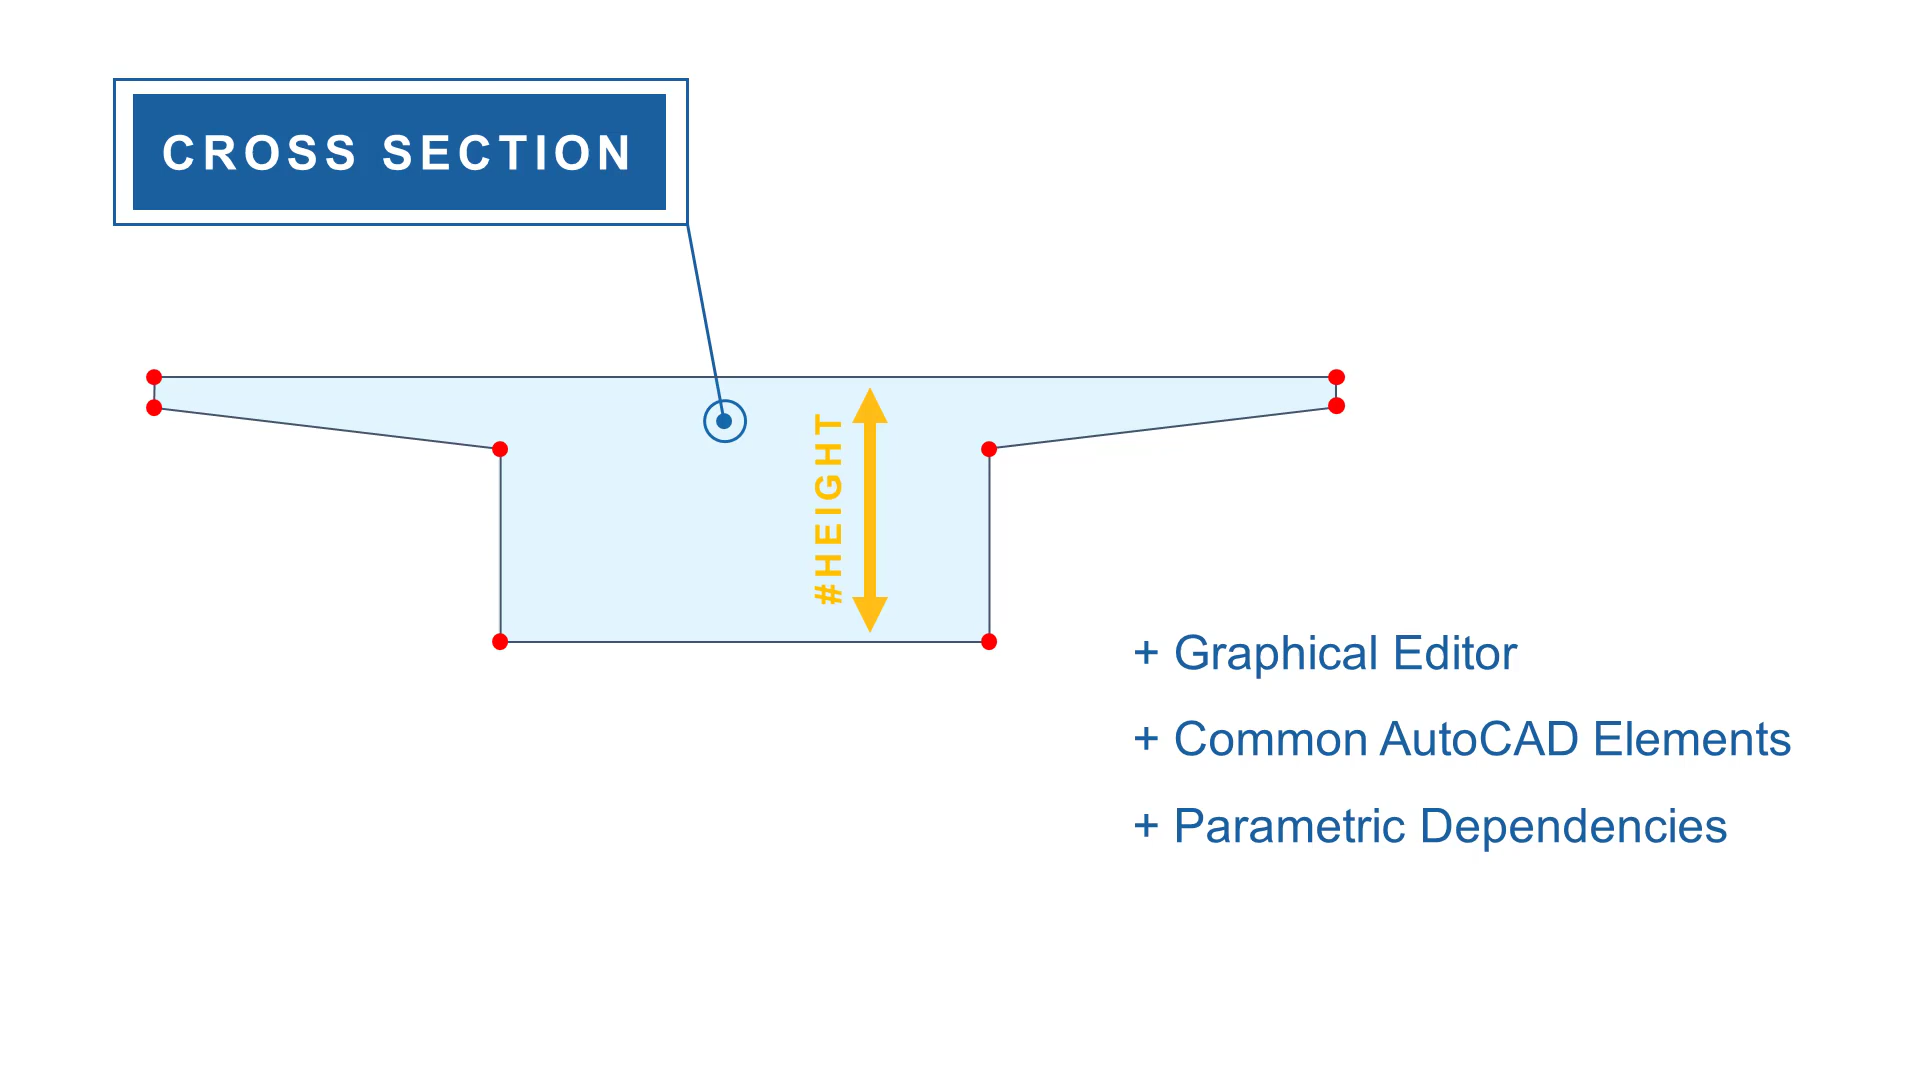 CROSS SECTION
#HEIGHT
+ Graphical Editor
+ Common AutoCAD Elements
+ Parametric Dependencies